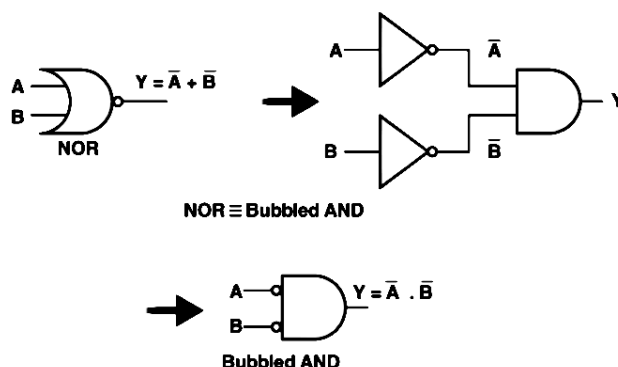 A
B
Y = A̅ + B̅
NOR
A
A̅
B
B̅
Y
NOR ≡ Bubbled AND
A
B
Y = A̅ . B̅
Bubbled AND